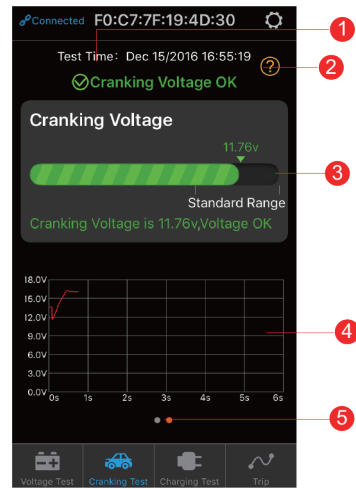 Connected F0:C7:7F:19:4D:30
Test Time: Dec 15/2016 16:55:19
Cranking Voltage OK
Cranking Voltage
11.76v
Standard Range
Cranking Voltage is 11.76v,Voltage OK
18.0V
15.0V
12.0V
9.0V
6.0V
3.0V
0.0V
0s 1s 2s 3s 4s 5s 6s
Voltage Test Cranking Test Charging Test Trip
1
2
?
3
4
5